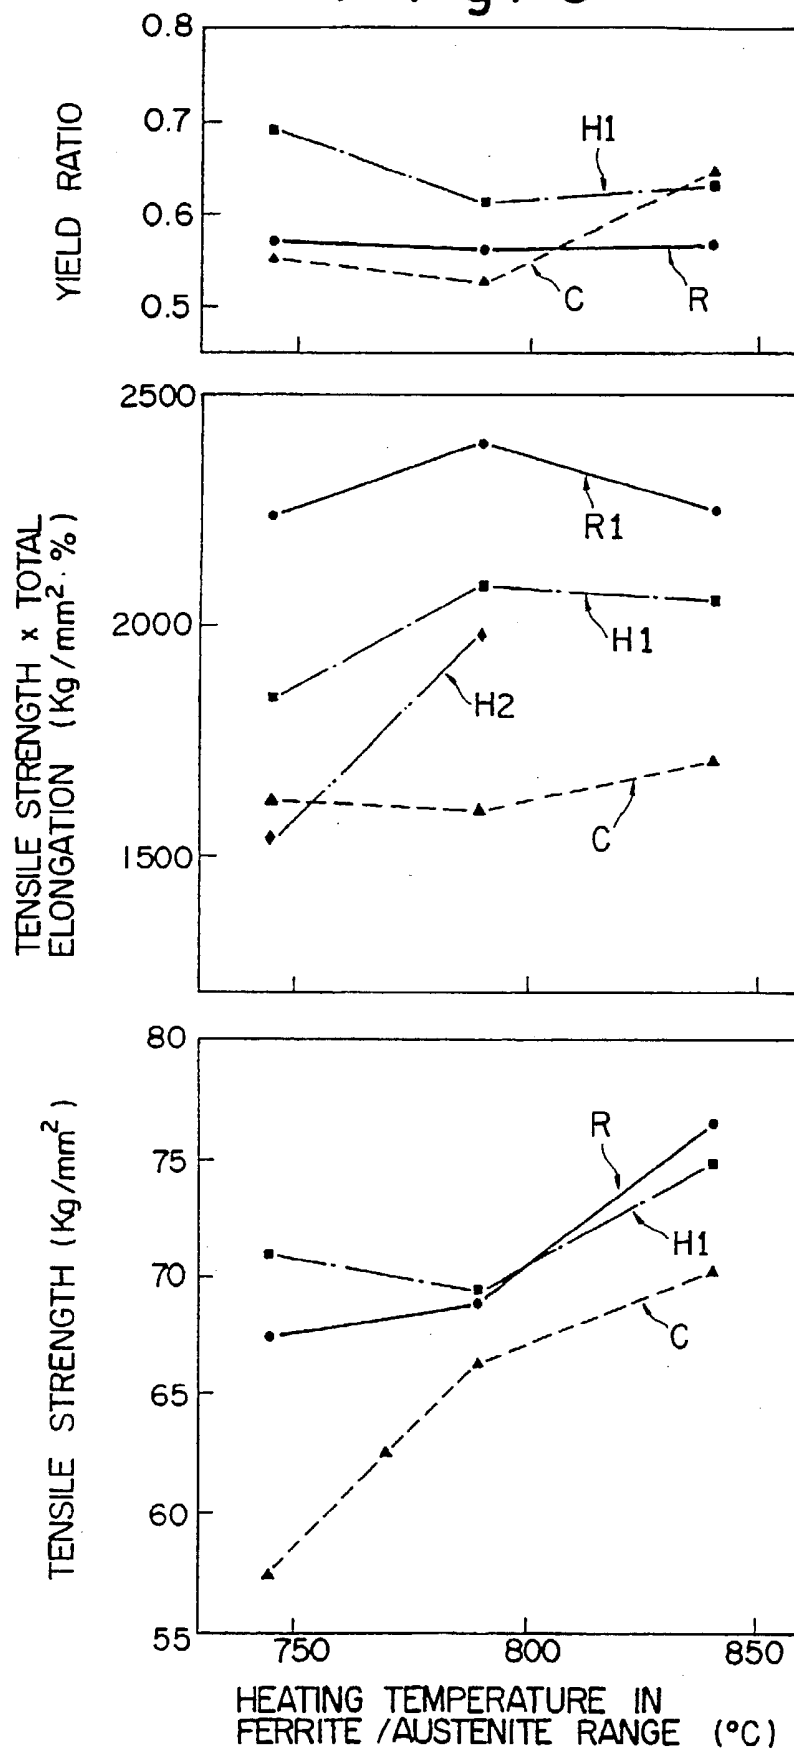 0.8
0.7
0.6
0.5
YIELD RATIO
H1
C
R
2500
2000
1500
TENSILE STRENGTH x TOTAL
ELONGATION (Kg/mm²·%)
R1
H1
H2
C
80
75
70
65
60
55
TENSILE STRENGTH (Kg/mm²)
R
H1
C
750 800 850
HEATING TEMPERATURE IN
FERRITE/AUSTENITE RANGE (°C)